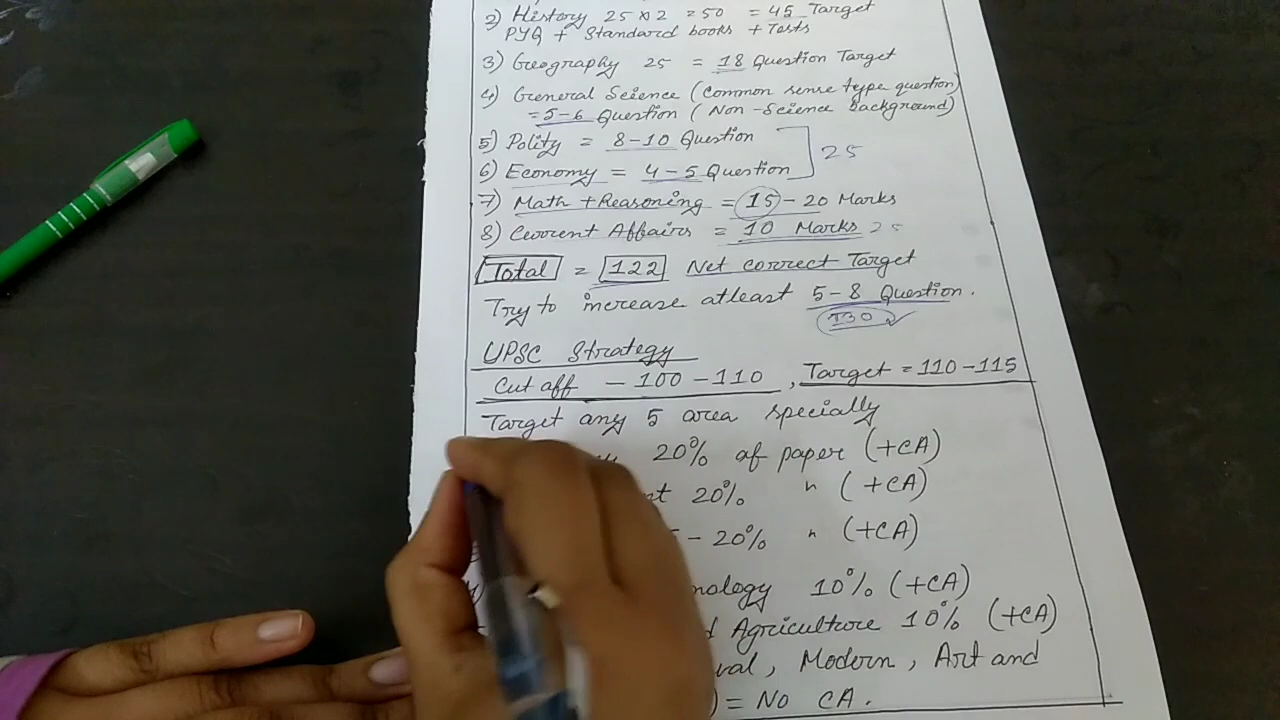 2) History 25 x 2 = 50 = 45 Target
PYQ + Standard books + Tests
3) Geography 25 = 18 Question Target
4) General Science (Common sense type question)
= 5-6 Question (Non-Science Background)
5) Polity = 8-10 Question
25
6) Economy = 4-5 Question
7) Math + Reasoning = 15 - 20 Marks
8) Current Affairs = 10 Marks 25
Total = 122 Net correct Target
Try to increase atleast 5-8 Question.
130
UPSC Strategy
Cut off - 100 - 110, Target = 110 - 115
Target any 5 area specially
20% of paper (+CA)
20% " (+CA)
- 20% " (+CA)
10% (+CA)
Agriculture 10% (+CA)
, Modern, Art and
) = No CA.